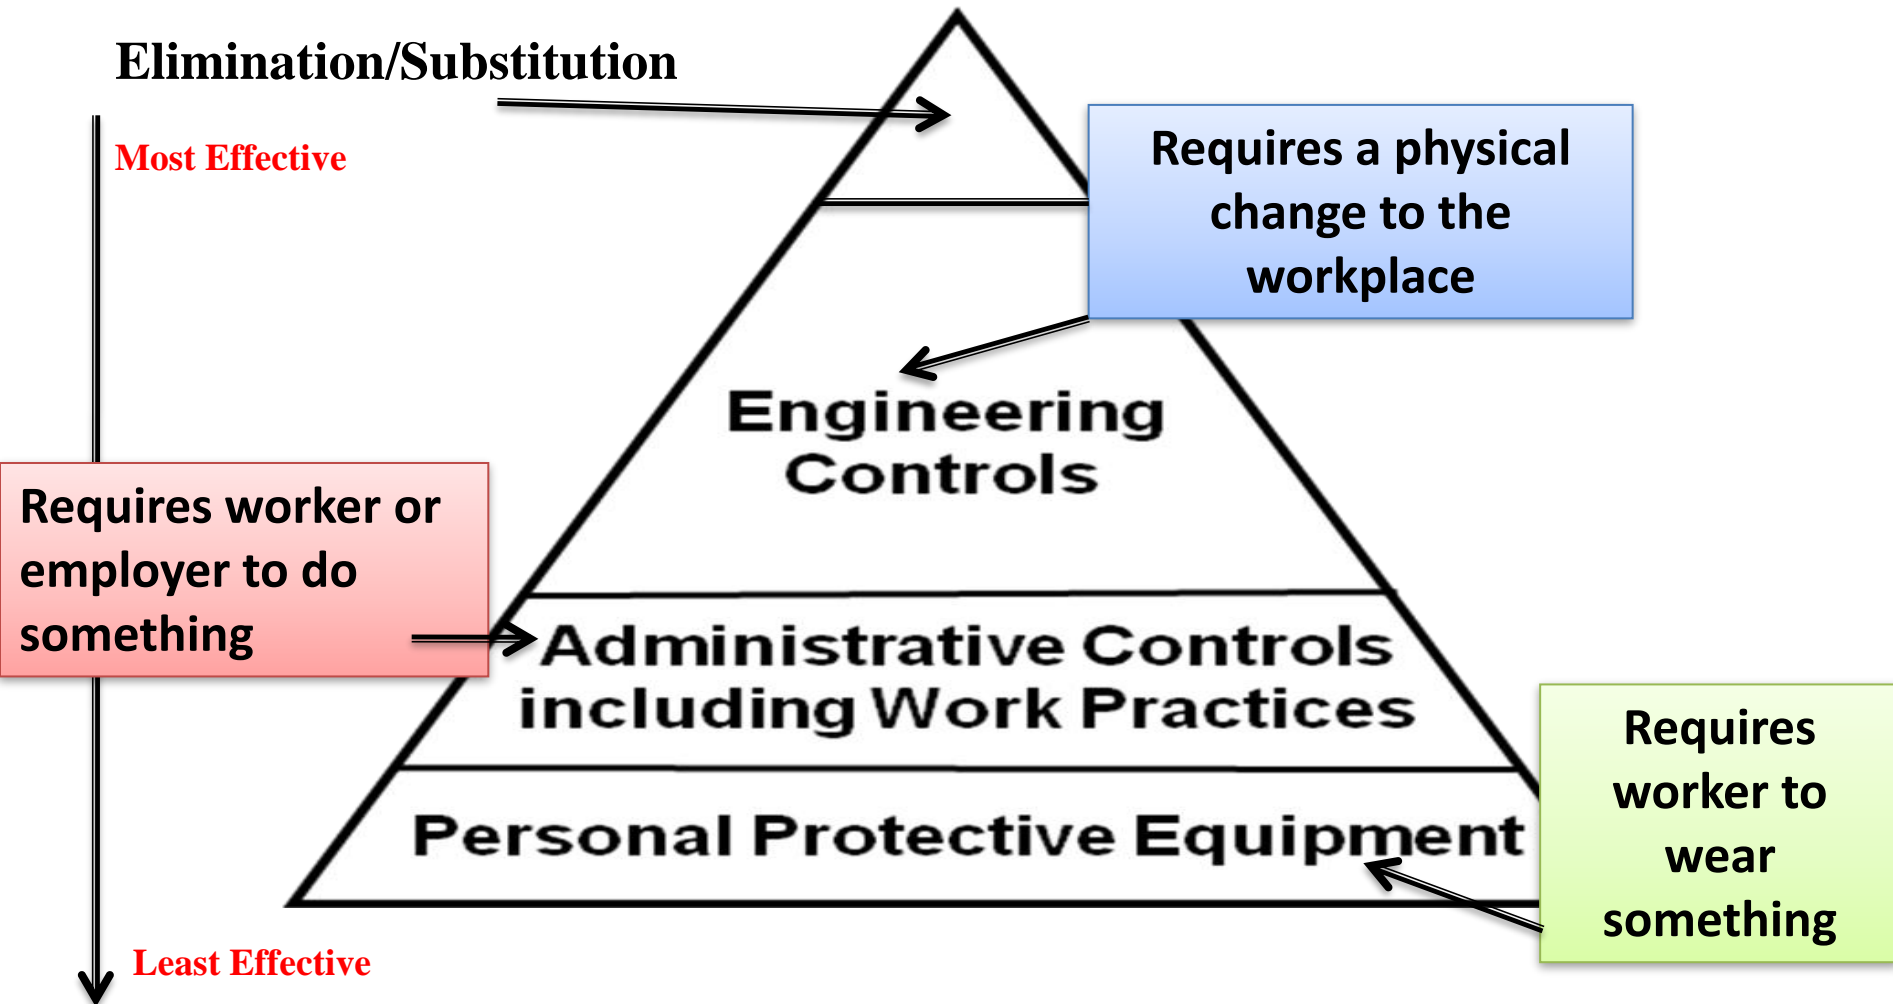 Elimination/Substitution
Most Effective
Requires a physical
change to the
workplace
Engineering
Controls
Requires worker or
employer to do
something
Administrative Controls
including Work Practices
Requires
worker to
wear
something
Personal Protective Equipment
Least Effective